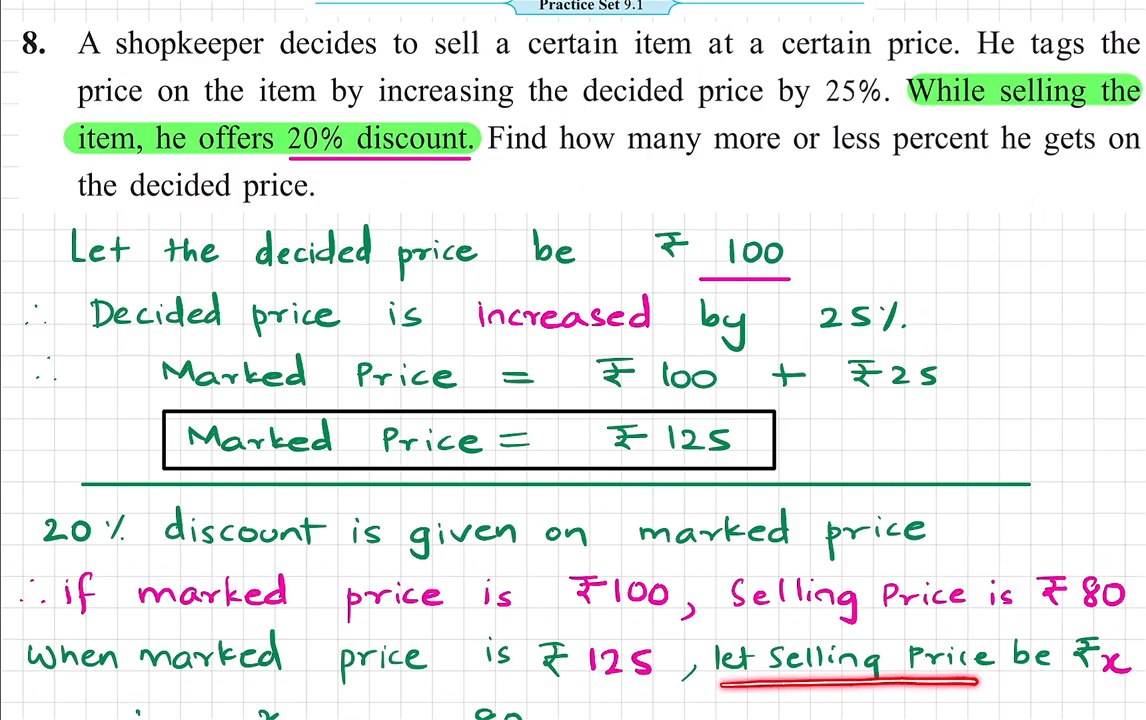 Practice Set 9.1
8. A shopkeeper decides to sell a certain item at a certain price. He tags the
price on the item by increasing the decided price by 25%. While selling the
item, he offers 20% discount. Find how many more or less percent he gets on
the decided price.
Let the decided price be ₹ 100
∴ Decided price is increased by 25%.
∴ Marked Price = ₹ 100 + ₹ 25
Marked Price = ₹ 125
20% discount is given on marked price
∴ if marked price is ₹100, Selling Price is ₹ 80
When marked price is ₹ 125, let Selling Price be ₹x